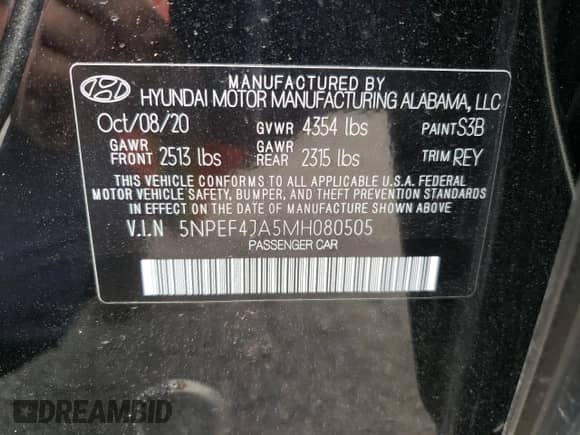 MANUFACTURED BY
HYUNDAI MOTOR MANUFACTURING ALABAMA, LLC
Oct/08/20 GVWR 4354 lbs PAINT S3B
GAWR FRONT 2513 lbs GAWR REAR 2315 lbs TRIM REY
THIS VEHICLE CONFORMS TO ALL APPLICABLE U.S.A. FEDERAL
MOTOR VEHICLE SAFETY, BUMPER, AND THEFT PREVENTION STANDARDS
IN EFFECT ON THE DATE OF MANUFACTURE SHOWN ABOVE.
V.I.N 5NPEF4JA5MH080505
PASSENGER CAR
DREAMBID